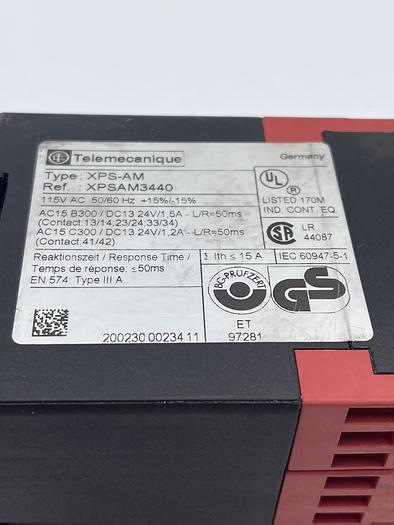 Telemecanique
Germany
Type: XPS-AM
Ref. : XPSAM3440
115V AC 50/60 Hz +15%/-15%
AC15 B300 / DC13 24V/1,5A - L/R=50ms
(Contact:13/14;23/24;33/34)
AC15 C300 / DC13 24V/1,2A - L/R=50ms
(Contact:41/42)
UL
LISTED 170M
IND. CONT. EQ
SA
LR
44087
Reaktionszeit / Response Time /
Temps de réponse. ≤50ms
EN 574: Type III A
Σ Ith ≤ 15 A
IEC 60947-5-1
BG-PRÜFZERT
GS
ET
97281
200230 00234 11